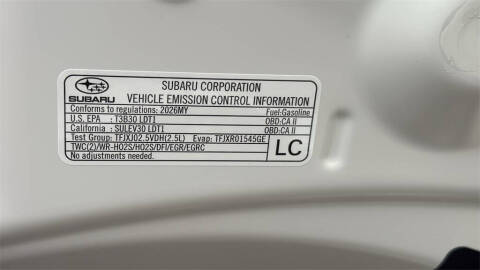 SUBARU
SUBARU CORPORATION
VEHICLE EMISSION CONTROL INFORMATION
Conforms to regulations: 2026MY Fuel:Gasoline
U.S. EPA : T3B30 LDT1 OBD:CA II
California : SULEV30 LDT1 OBD:CA II
Test Group: TFJXJ02.5VDH(2.5L) Evap: TFJXR01545GE
TWC(2)/WR-HO2S/HO2S/DFI/EGR/EGRC
No adjustments needed.
LC